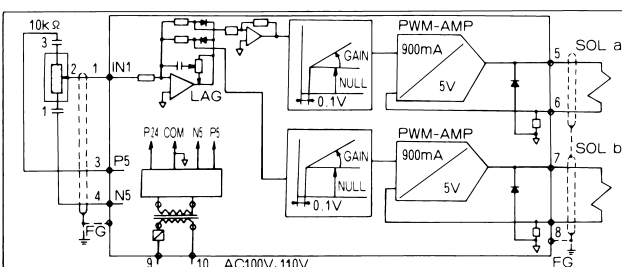 10kΩ
3
2
1
1 IN1
LAG
P24 COM N5 P5
3 P5
4 N5
FG
9 10 AC100V,110V
GAIN
NULL
0.1V
PWM-AMP
900mA
5V
5
6
SOL a
GAIN
NULL
0.1V
PWM-AMP
900mA
5V
7
8
SOL b
FG